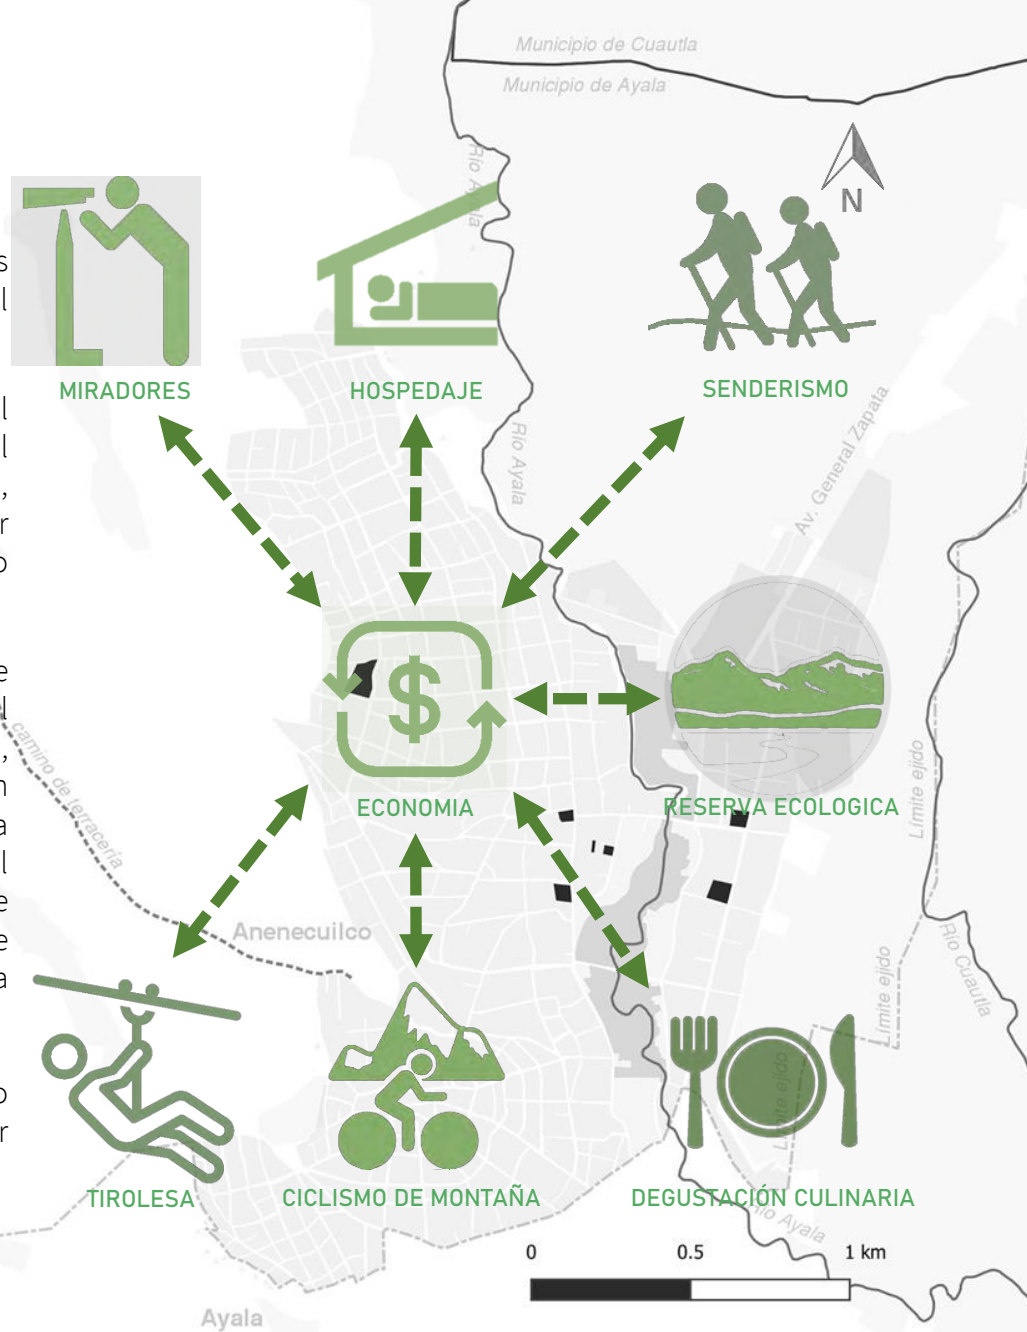 Municipio de Cuautla
Municipio de Ayala
Río Ayala
N
s
l
MIRADORES
HOSPEDAJE
SENDERISMO
l
l
,
r
o
Río Ayala
Av. General Zapata
e
l
,
n
a
l
e
e
a
$
camino de terracería
ECONOMIA
RESERVA ECOLOGICA
Límite ejido
Anenecuilco
Límite ejido
Río Cuautla
Límite ejido
o
r
TIROLESA
CICLISMO DE MONTAÑA
DEGUSTACIÓN CULINARIA
Río Ayala
0 0.5 1 km
Ayala